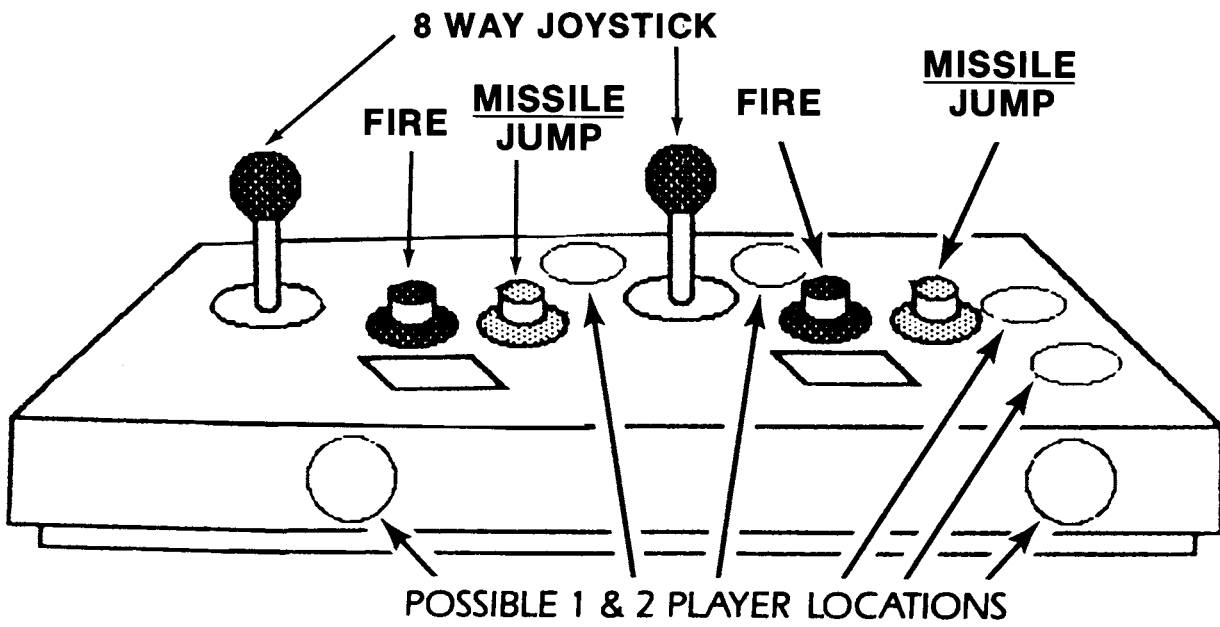 8 WAY JOYSTICK
FIRE
MISSILE
JUMP
FIRE
MISSILE
JUMP
POSSIBLE 1 & 2 PLAYER LOCATIONS